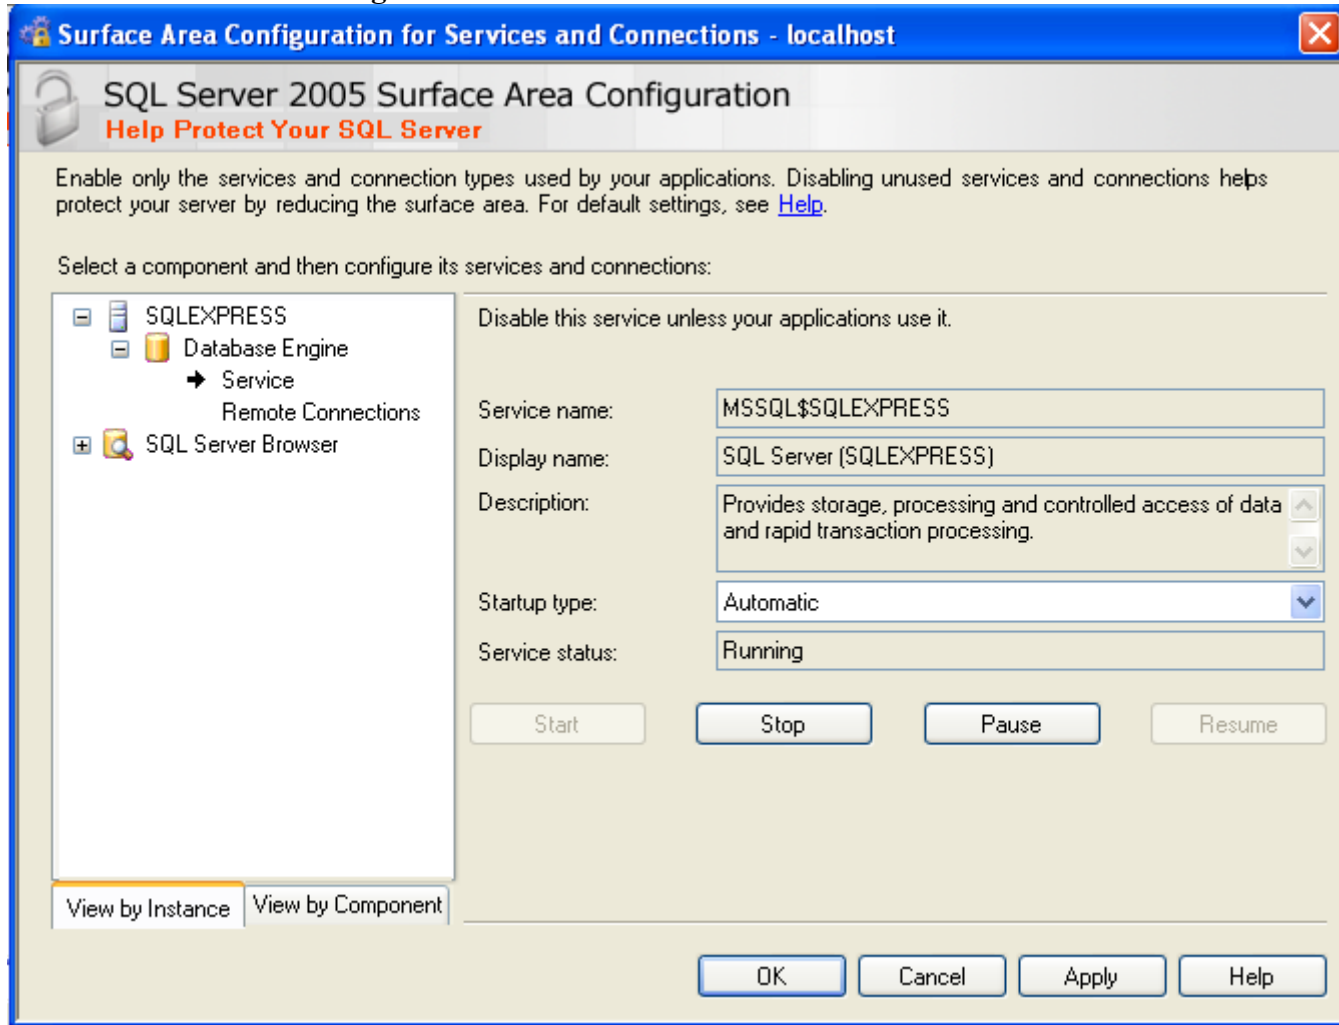 Surface Area Configuration for Services and Connections - localhost
SQL Server 2005 Surface Area Configuration
Help Protect Your SQL Server
Enable only the services and connection types used by your applications. Disabling unused services and connections helps
protect your server by reducing the surface area. For default settings, see Help.
Select a component and then configure its services and connections:
SQLEXPRESS
Database Engine
Service
Remote Connections
SQL Server Browser
View by Instance
View by Component
Disable this service unless your applications use it.
Service name:
MSSQL$SQLEXPRESS
Display name:
SQL Server (SQLEXPRESS)
Description:
Provides storage, processing and controlled access of data
and rapid transaction processing.
Startup type:
Automatic
Service status:
Running
Start
Stop
Pause
Resume
OK
Cancel
Apply
Help